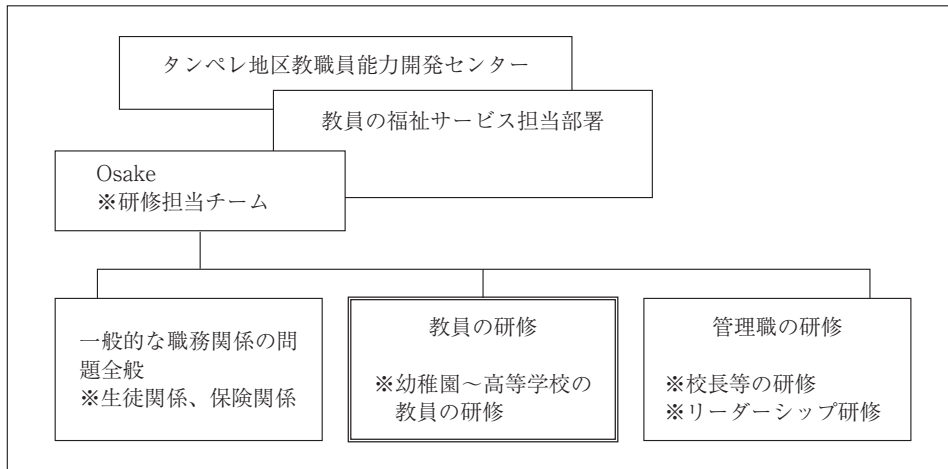 タンペレ地区教職員能力開発センター
教員の福祉サービス担当部署
Osake
※研修担当チーム
一般的な職務関係の問
題全般
※生徒関係、保険関係
教員の研修
※幼稚園～高等学校の
教員の研修
管理職の研修
※校長等の研修
※リーダーシップ研修